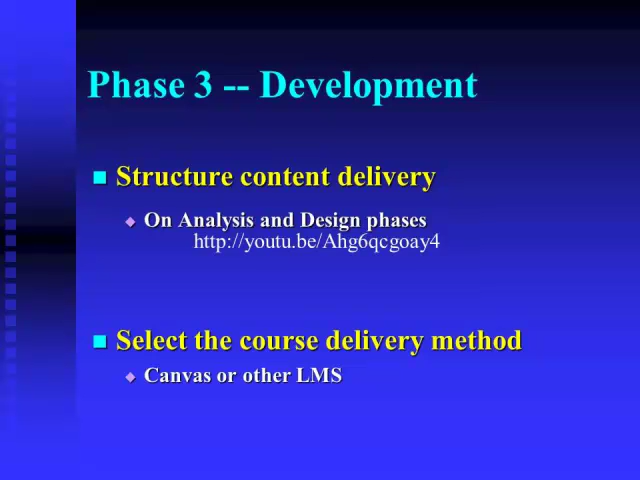 Phase 3 -- Development
Structure content delivery
On Analysis and Design phases
http://youtu.be/Ahg6qcgoay4
Select the course delivery method
Canvas or other LMS